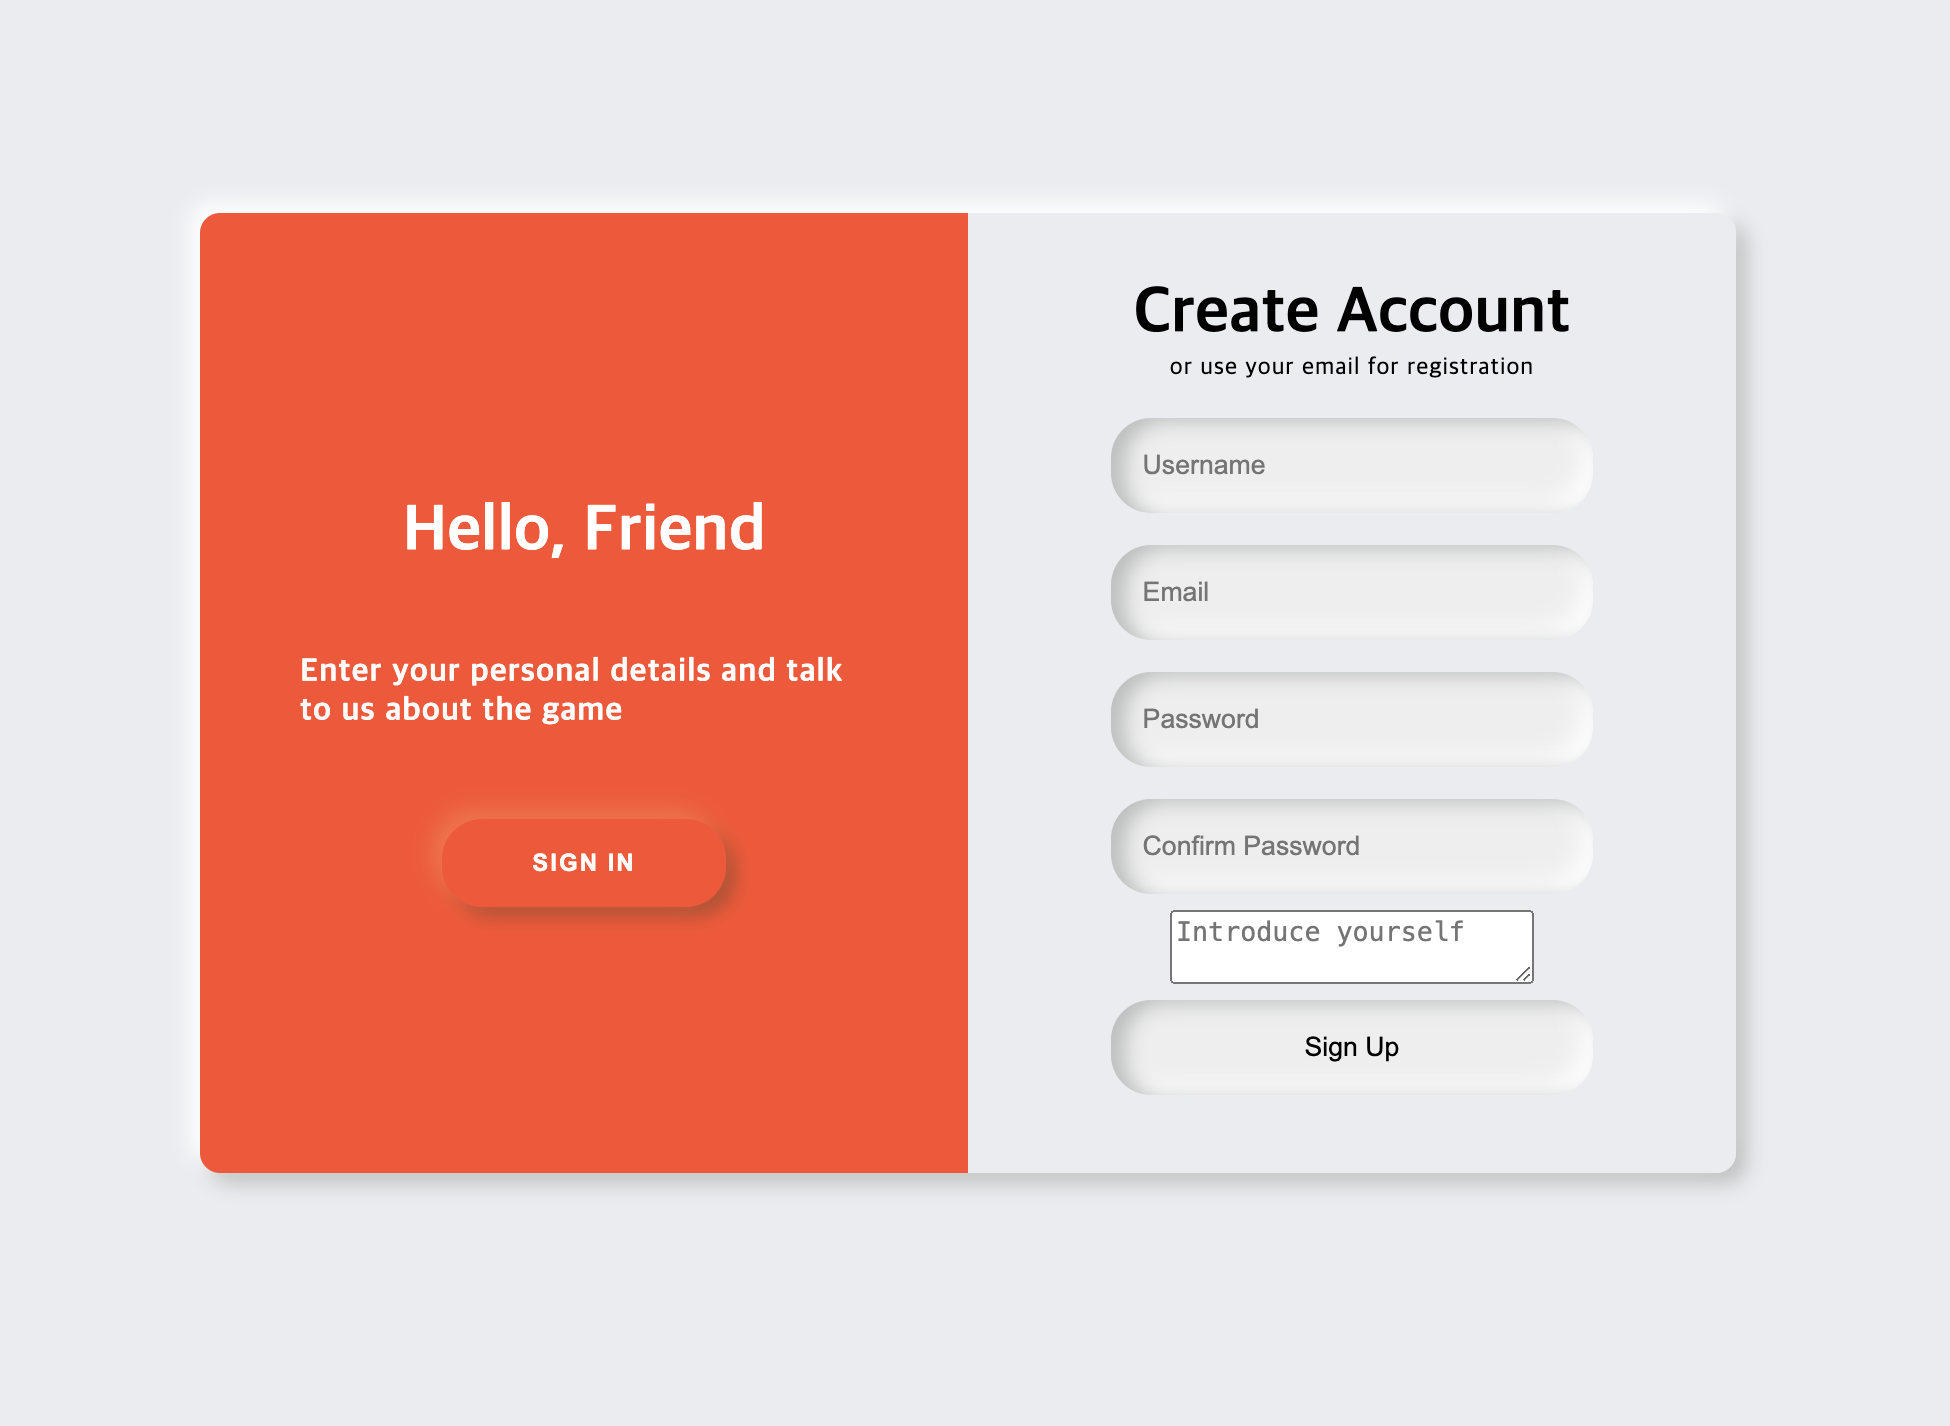 Hello, Friend
Enter your personal details and talk
to us about the game
SIGN IN
Create Account
or use your email for registration
Username
Email
Password
Confirm Password
Introduce yourself
Sign Up